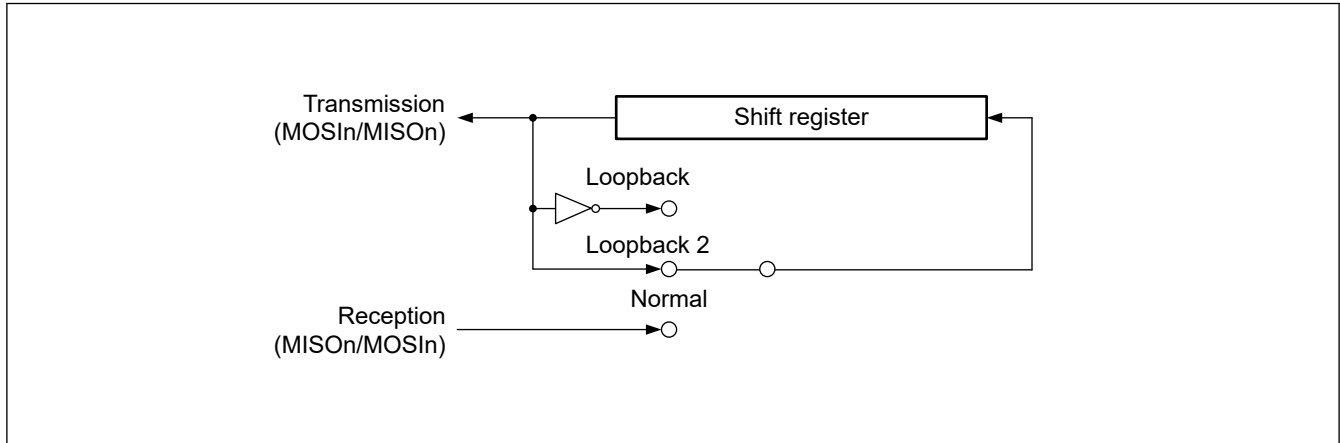 Transmission
(MOSIn/MISOn)
Shift register
Loopback
Loopback 2
Normal
Reception
(MISOn/MOSIn)